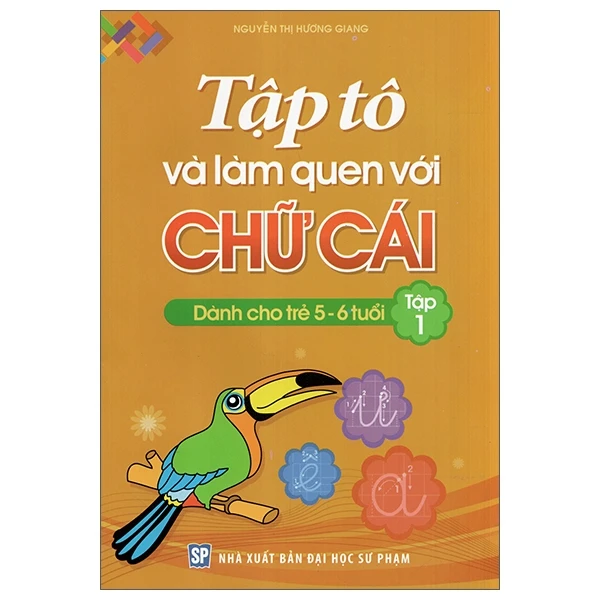 NGUYỄN THỊ HƯƠNG GIANG
Tập tô
và làm quen với
CHỮ CÁI
Dành cho trẻ 5 - 6 tuổi
Tập
1
ư
ê
a
SP
NHÀ XUẤT BẢN ĐẠI HỌC SƯ PHẠM